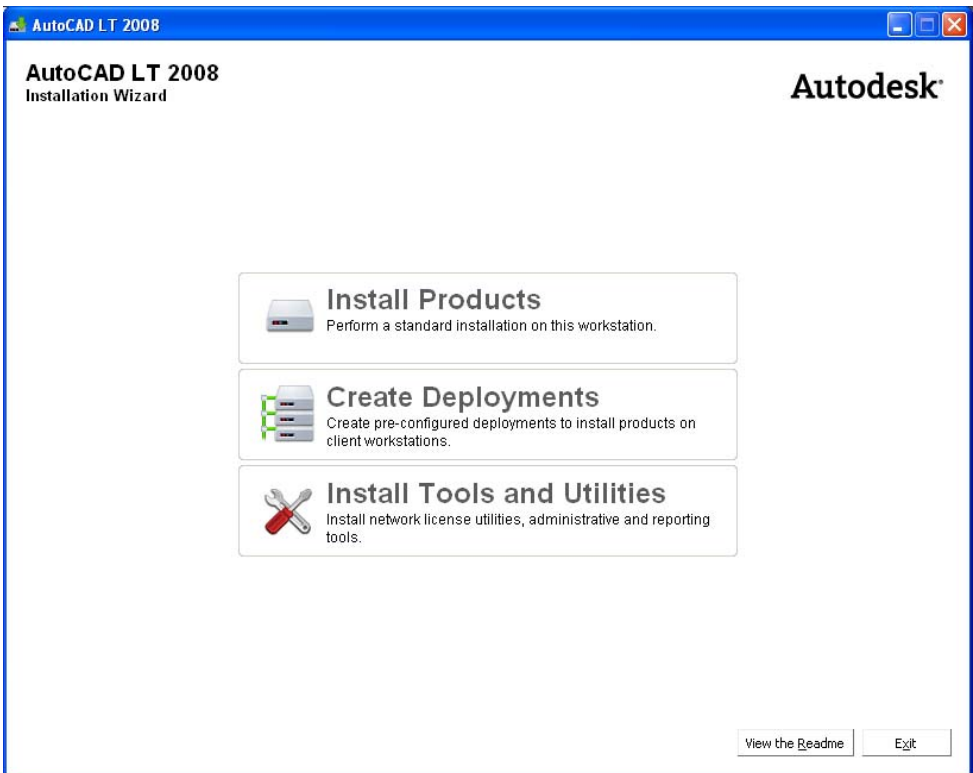 AutoCAD LT 2008
AutoCAD LT 2008
Installation Wizard
Autodesk
Install Products
Perform a standard installation on this workstation.
Create Deployments
Create pre-configured deployments to install products on
client workstations.
Install Tools and Utilities
Install network license utilities, administrative and reporting
tools.
View the Readme
Exit